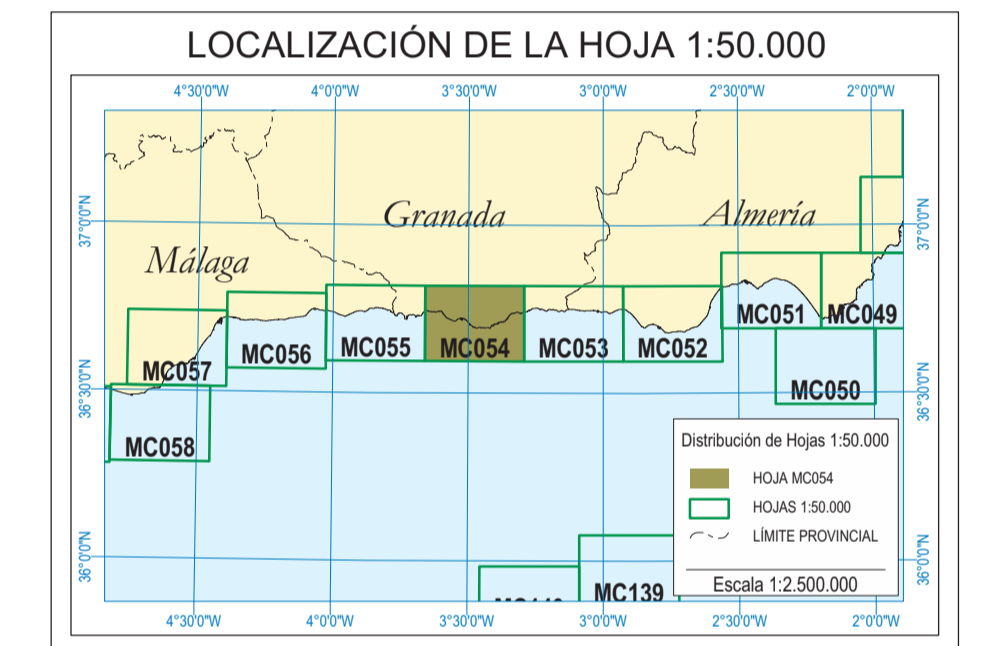 LOCALIZACIÓN DE LA HOJA 1:50.000
4°30'0"W 4°0'0"W 3°30'0"W 3°0'0"W 2°30'0"W 2°0'0"W
37°0'0"N
37°0'0"N
Granada
Almería
Málaga
MC051
MC049
MC057
MC056
MC055
MC054
MC053
MC052
36°30'0"N
36°30'0"N
MC050
MC058
Distribución de Hojas 1:50.000
HOJA MC054
HOJAS 1:50.000
LÍMITE PROVINCIAL
Escala 1:2.500.000
36°0'0"N
36°0'0"N
MC139
4°30'0"W 4°0'0"W 3°30'0"W 3°0'0"W 2°30'0"W 2°0'0"W